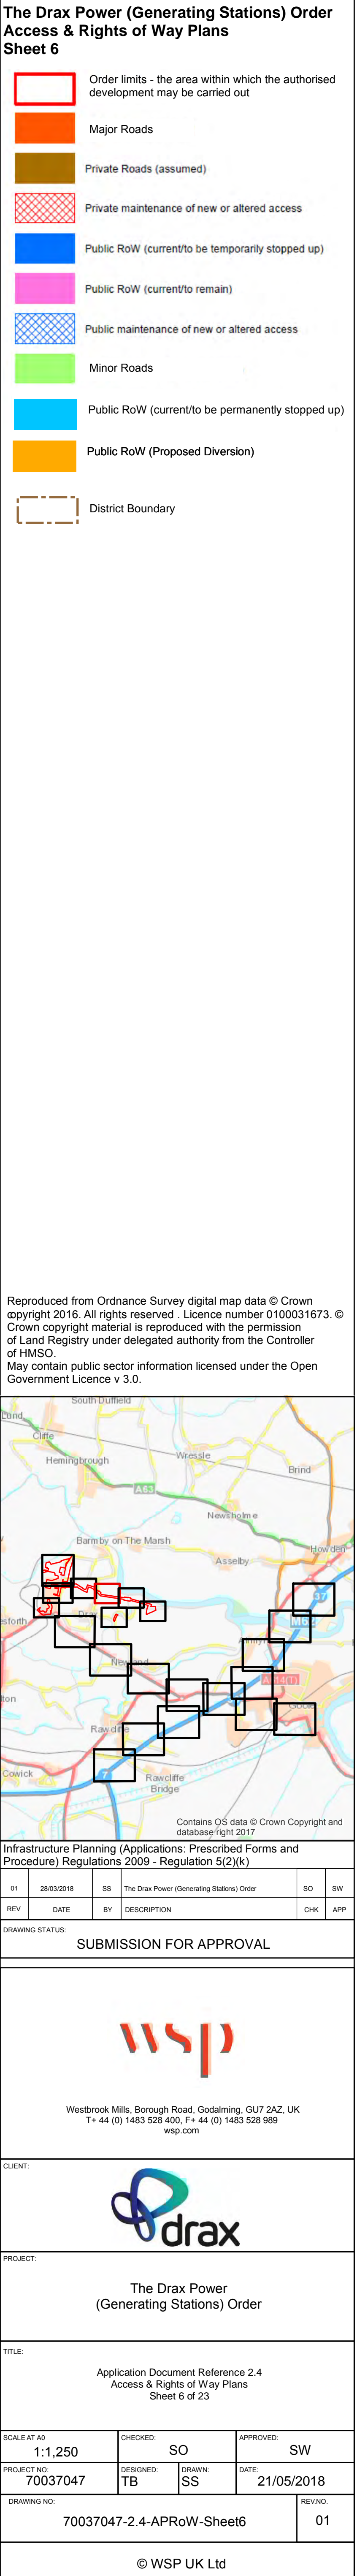 The Drax Power (Generating Stations) Order
Access & Rights of Way Plans
Sheet 6
Order limits - the area within which the authorised
development may be carried out
Major Roads
Private Roads (assumed)
Private maintenance of new or altered access
Public RoW (current/to be temporarily stopped up)
Public RoW (current/to remain)
Public maintenance of new or altered access
Minor Roads
Public RoW (current/to be permanently stopped up)
Public RoW (Proposed Diversion)
District Boundary
Reproduced from Ordnance Survey digital map data © Crown
copyright 2016. All rights reserved . Licence number 0100031673. ©
Crown copyright material is reproduced with the permission
of Land Registry under delegated authority from the Controller
of HMSO.
May contain public sector information licensed under the Open
Government Licence v 3.0.
South Duffield
Lund
Cliffe
Hemingbrough
Wressle
Brind
A63
Newsholme
Barmby on The Marsh
Howden
Asselby
37
esforth
Drax
M62
Newland
Goole
Rawcliffe
Cowick
Rawcliffe
Bridge
Contains OS data © Crown Copyright and
database right 2017
Infrastructure Planning (Applications: Prescribed Forms and
Procedure) Regulations 2009 - Regulation 5(2)(k)
01 28/03/2018 SS The Drax Power (Generating Stations) Order SO SW
REV DATE BY DESCRIPTION CHK APP
DRAWING STATUS:
SUBMISSION FOR APPROVAL
wsp
Westbrook Mills, Borough Road, Godalming, GU7 2AZ, UK
T+ 44 (0) 1483 528 400, F+ 44 (0) 1483 528 989
wsp.com
CLIENT:
drax
PROJECT:
The Drax Power
(Generating Stations) Order
TITLE:
Application Document Reference 2.4
Access & Rights of Way Plans
Sheet 6 of 23
SCALE AT A0 CHECKED: APPROVED:
1:1,250 SO SW
PROJECT NO: DESIGNED: DRAWN: DATE:
70037047 TB SS 21/05/2018
DRAWING NO: REV.NO.
70037047-2.4-APRoW-Sheet6 01
© WSP UK Ltd